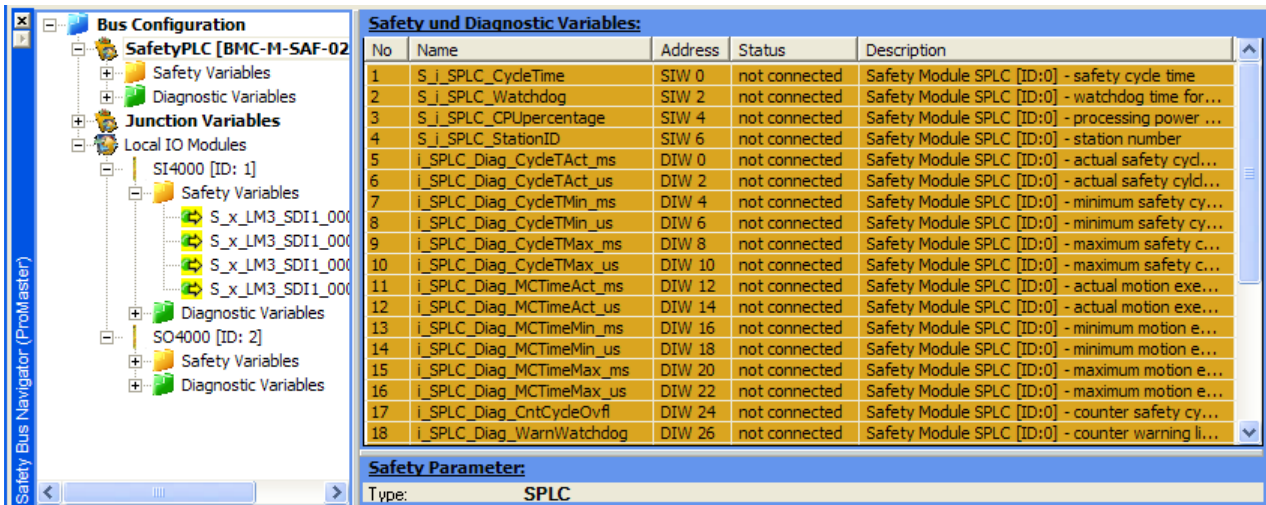 Safety Bus Navigator (ProMaster)
Bus Configuration
SafetyPLC [BMC-M-SAF-02
Safety Variables
Diagnostic Variables
Junction Variables
Local IO Modules
SI4000 [ID: 1]
Safety Variables
S_x_LM3_SDI1_000
S_x_LM3_SDI1_000
S_x_LM3_SDI1_000
S_x_LM3_SDI1_000
Diagnostic Variables
SO4000 [ID: 2]
Safety Variables
Diagnostic Variables
Safety und Diagnostic Variables:
No Name Address Status Description
1 S_i_SPLC_CycleTime SIW 0 not connected Safety Module SPLC [ID:0] - safety cycle time
2 S_i_SPLC_Watchdog SIW 2 not connected Safety Module SPLC [ID:0] - watchdog time for...
3 S_i_SPLC_CPUpercentage SIW 4 not connected Safety Module SPLC [ID:0] - processing power ...
4 S_i_SPLC_StationID SIW 6 not connected Safety Module SPLC [ID:0] - station number
5 i_SPLC_Diag_CycleTAct_ms DIW 0 not connected Safety Module SPLC [ID:0] - actual safety cycl...
6 i_SPLC_Diag_CycleTAct_us DIW 2 not connected Safety Module SPLC [ID:0] - actual safety cylcl...
7 i_SPLC_Diag_CycleTMin_ms DIW 4 not connected Safety Module SPLC [ID:0] - minimum safety cy...
8 i_SPLC_Diag_CycleTMin_us DIW 6 not connected Safety Module SPLC [ID:0] - minimum safety cy...
9 i_SPLC_Diag_CycleTMax_ms DIW 8 not connected Safety Module SPLC [ID:0] - maximum safety c...
10 i_SPLC_Diag_CycleTMax_us DIW 10 not connected Safety Module SPLC [ID:0] - maximum safety c...
11 i_SPLC_Diag_MCTimeAct_ms DIW 12 not connected Safety Module SPLC [ID:0] - actual motion exe...
12 i_SPLC_Diag_MCTimeAct_us DIW 14 not connected Safety Module SPLC [ID:0] - actual motion exe...
13 i_SPLC_Diag_MCTimeMin_ms DIW 16 not connected Safety Module SPLC [ID:0] - minimum motion e...
14 i_SPLC_Diag_MCTimeMin_us DIW 18 not connected Safety Module SPLC [ID:0] - minimum motion e...
15 i_SPLC_Diag_MCTimeMax_ms DIW 20 not connected Safety Module SPLC [ID:0] - maximum motion e...
16 i_SPLC_Diag_MCTimeMax_us DIW 22 not connected Safety Module SPLC [ID:0] - maximum motion e...
17 i_SPLC_Diag_CntCycleOvfl DIW 24 not connected Safety Module SPLC [ID:0] - counter safety cy...
18 i_SPLC_Diag_WarnWatchdog DIW 26 not connected Safety Module SPLC [ID:0] - counter warning li...
Safety Parameter:
Type: SPLC